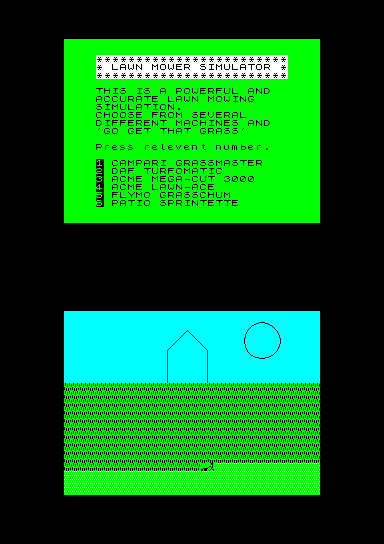 ************************
* LAWN MOWER SIMULATOR *
************************
THIS IS A POWERFUL AND
ACCURATE LAWN MOWING
SIMULATION.
CHOOSE FROM SEVERAL
DIFFERENT MACHINES AND
'GO GET THAT GRASS'
Press relevent number.
1 CAMPARI GRASSMASTER
2 DAF TURFOMATIC
3 ACME MEGA-CUT 3000
4 ACME LAWN-ACE
5 FLYMO GRASSCHUM
6 PATIO SPRINTETTE